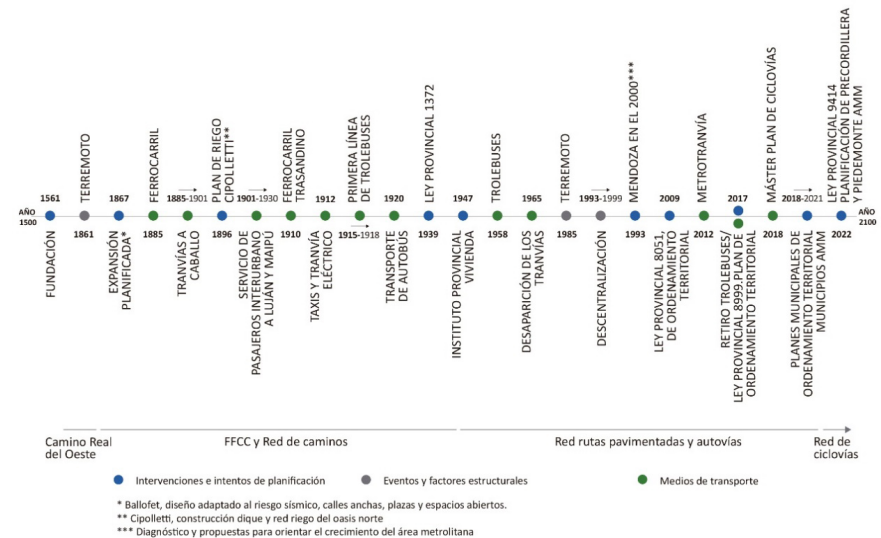 AÑO
1500
1561
FUNDACIÓN
TERREMOTO
1861
1867
EXPANSIÓN
PLANIFICADA*
FERROCARRIL
1885
1885-1901
TRANVÍAS A
CABALLO
PLAN DE RIEGO
CIPOLLETTI**
1896
1901-1930
SERVICIO DE
PASAJEROS INTERURBANO
A LUJÁN Y MAIPÚ
FERROCARRIL
TRASANDINO
1910
1912
TAXIS Y TRANVÍA
ELÉCTRICO
PRIMERA LÍNEA
DE TROLEBUSES
1915-1918
1920
TRANSPORTE
DE AUTOBÚS
LEY PROVINCIAL 1372
1939
1947
INSTITUTO PROVINCIAL
VIVIENDA
TROLEBUSES
1958
1965
DESAPARICIÓN DE LOS
TRANVÍAS
TERREMOTO
1985
1993-1999
DESCENTRALIZACIÓN
MENDOZA EN EL 2000***
1993
2009
LEY PROVINCIAL 8051,
DE ORDENAMIENTO
TERRITORIAL
METROTRANVÍA
2012
2017
RETIRO TROLEBUSES/
LEY PROVINCIAL 8999.PLAN DE
ORDENAMIENTO TERRITORIAL
MÁSTER PLAN DE CICLOVÍAS
2018
2018-2021
PLANES MUNICIPALES DE
ORDENAMIENTO TERRITORIAL
MUNICIPIOS AMM
LEY PROVINCIAL 9414
PLANIFICACIÓN DE PRECORDILLERA
Y PIEDEMONTE AMM
2022
AÑO
2100
Camino Real
del Oeste
FFCC y Red de caminos
Red rutas pavimentadas y autovías
Red de
ciclovías
Intervenciones e intentos de planificación
Eventos y factores estructurales
Medios de transporte
* Ballofet, diseño adaptado al riesgo sísmico, calles anchas, plazas y espacios abiertos.
** Cipolletti, construcción dique y red riego del oasis norte
*** Diagnóstico y propuestas para orientar el crecimiento del área metrolitana